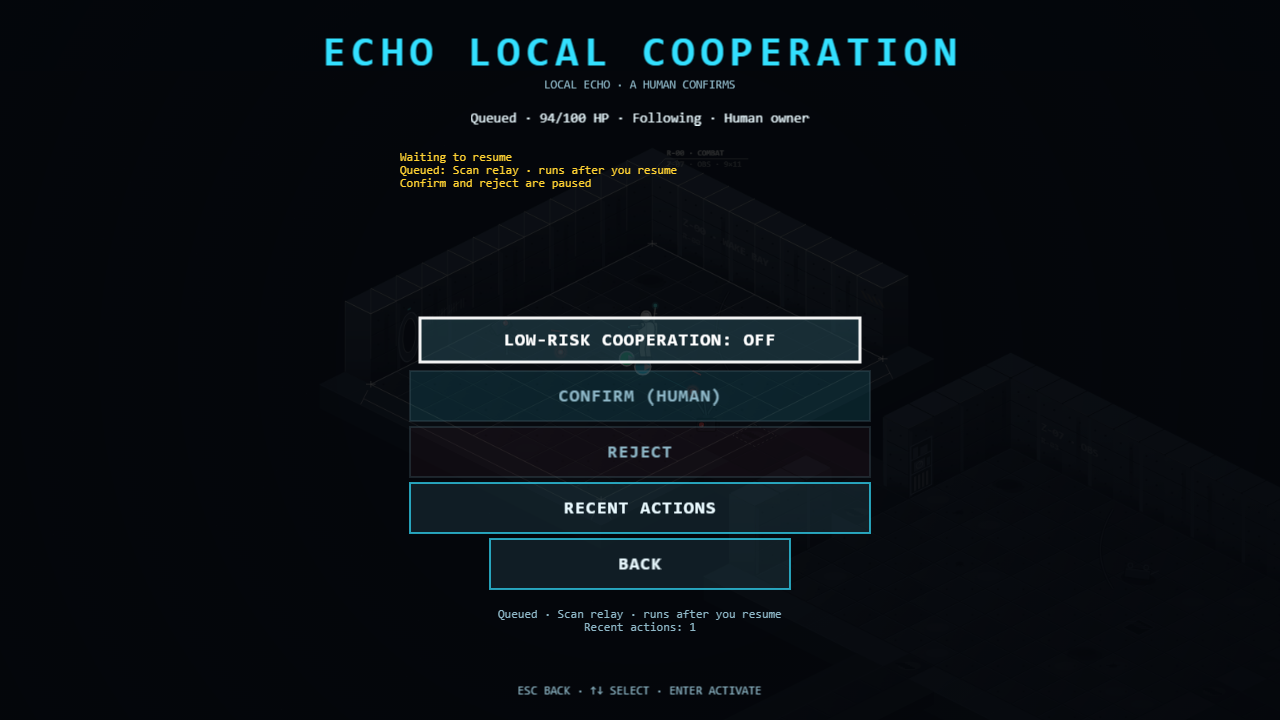 ECHO LOCAL COOPERATION
LOCAL ECHO · A HUMAN CONFIRMS
Queued · 94/100 HP · Following · Human owner
Waiting to resume
Queued: Scan relay · runs after you resume
Confirm and reject are paused
LOW-RISK COOPERATION: OFF
CONFIRM (HUMAN)
REJECT
RECENT ACTIONS
BACK
Queued · Scan relay · runs after you resume
Recent actions: 1
ESC BACK · ↑↓ SELECT · ENTER ACTIVATE